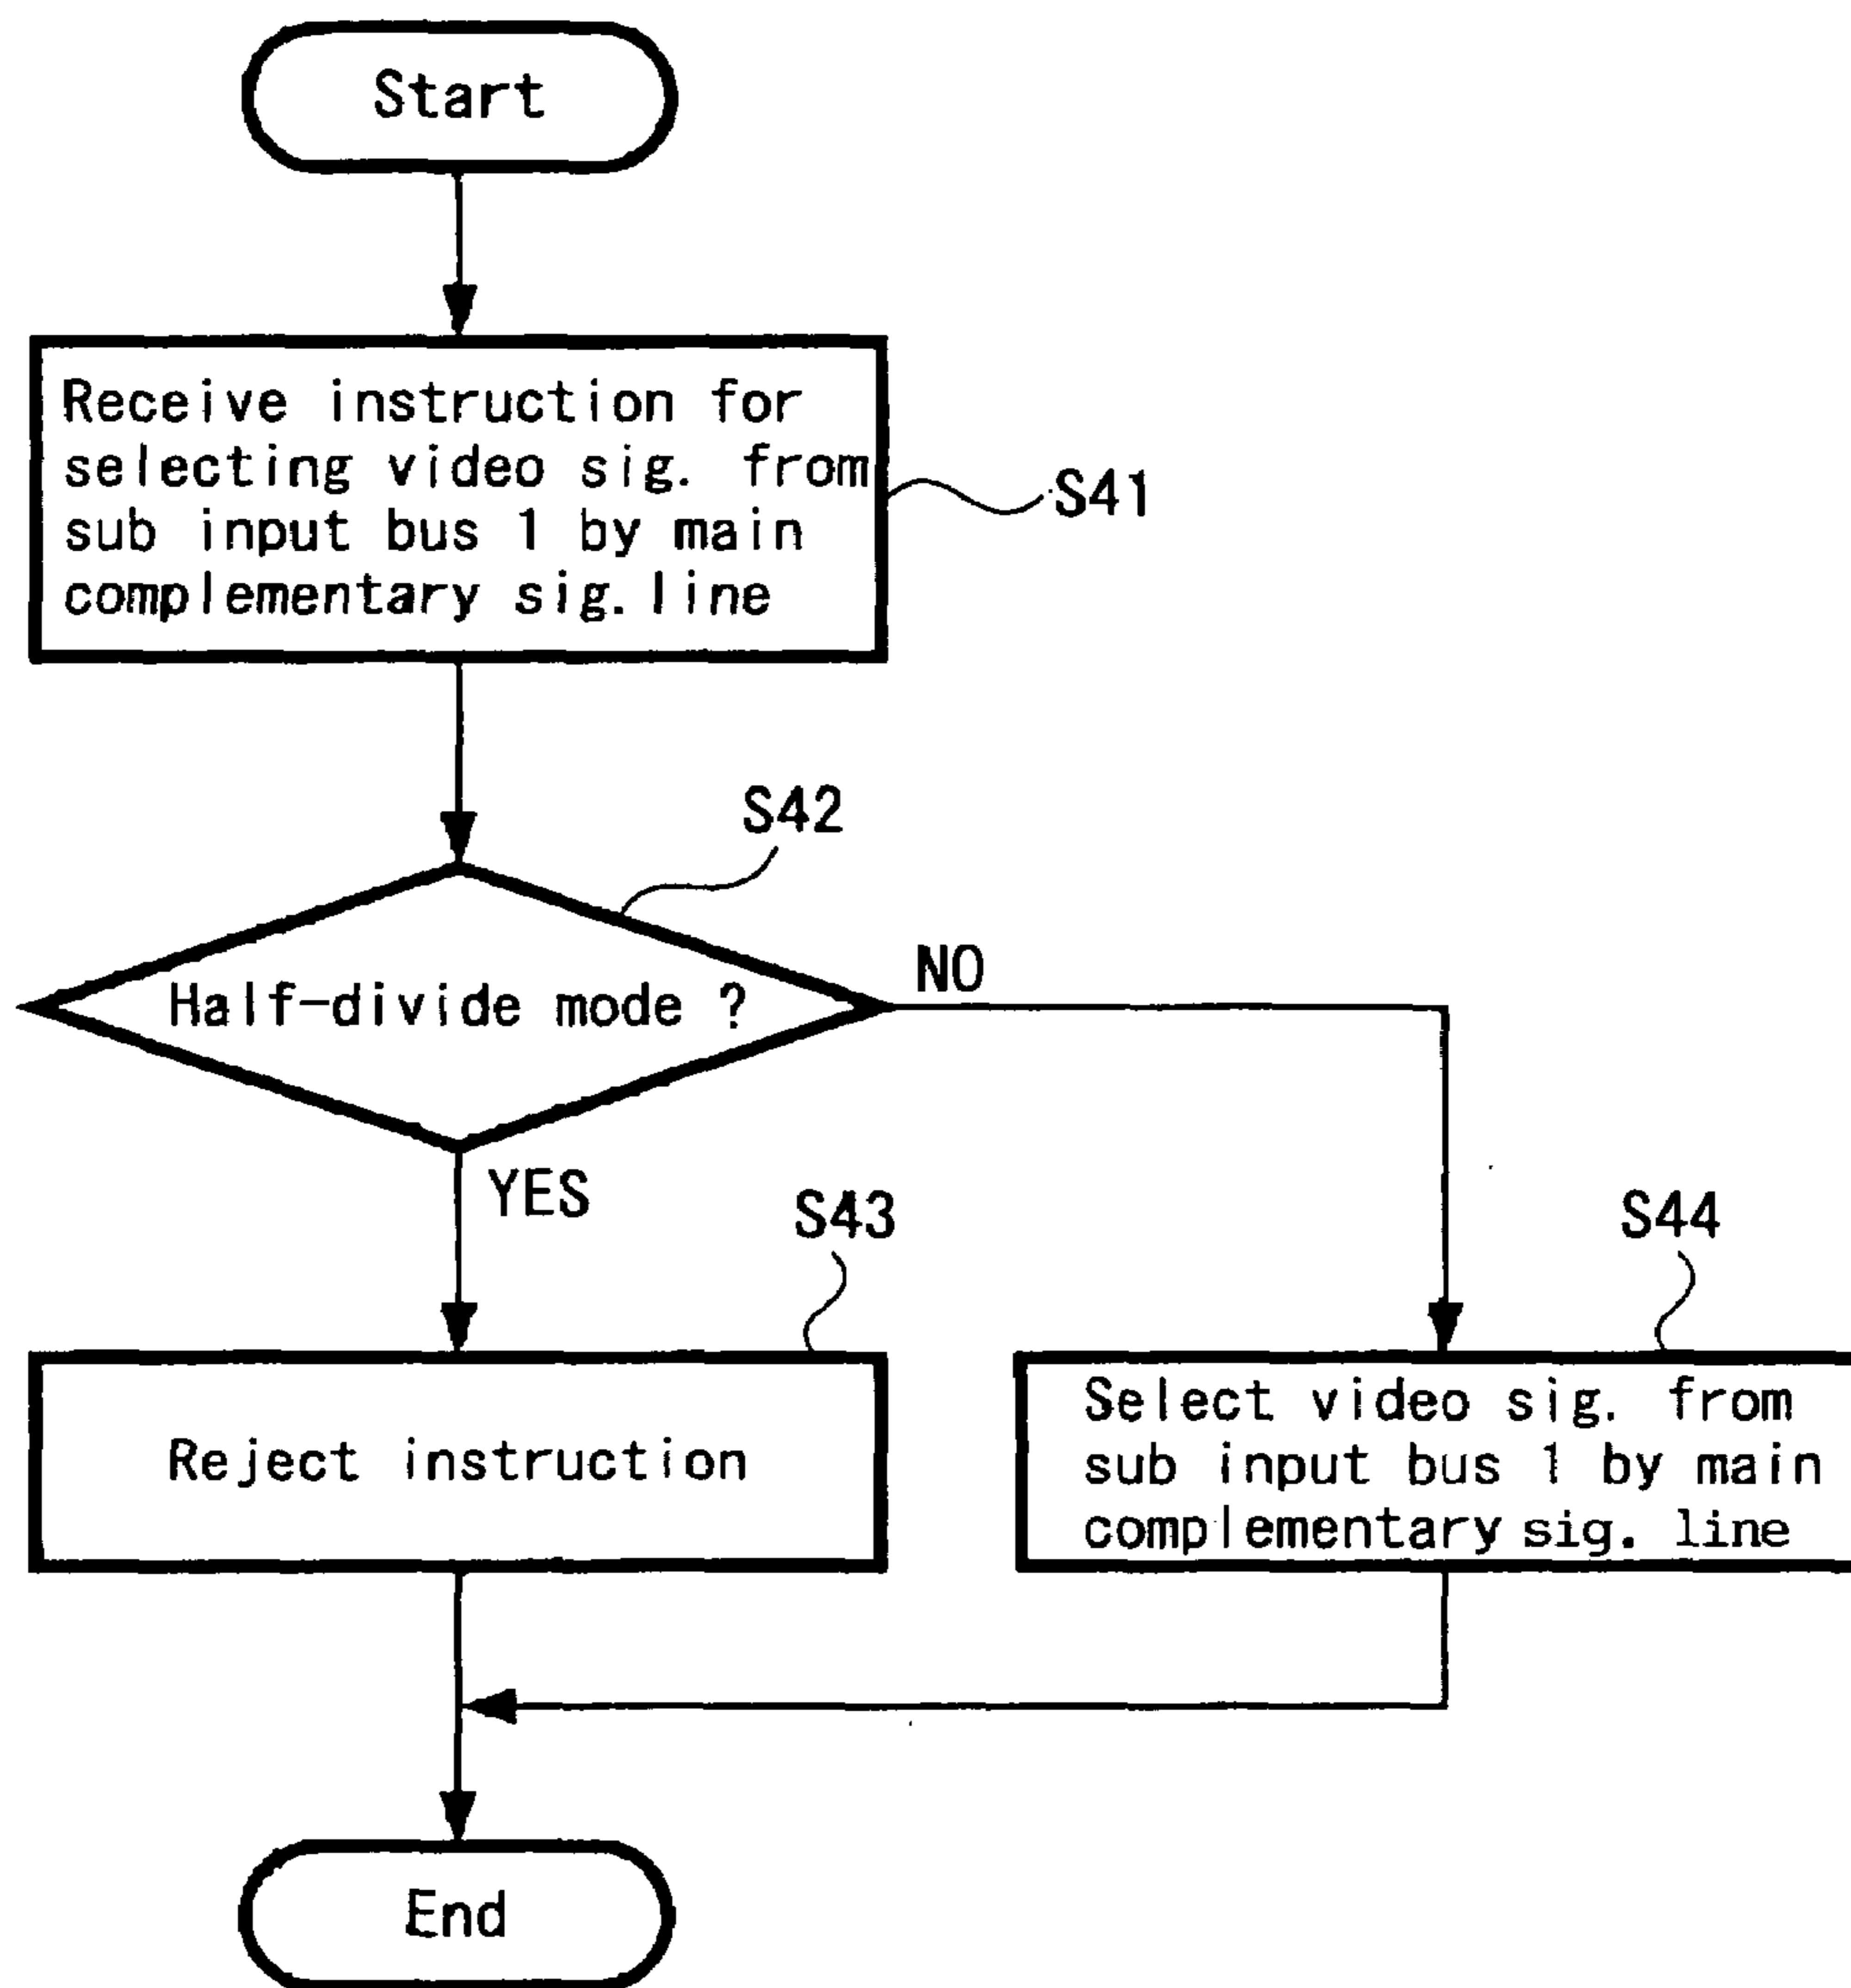 Start
Receive instruction for
selecting video sig. from
sub input bus 1 by main
complementary sig. line
S41
S42
Half-divide mode ?
NO
YES
S43
Reject instruction
S44
Select video sig. from
sub input bus 1 by main
complementary sig. line
End